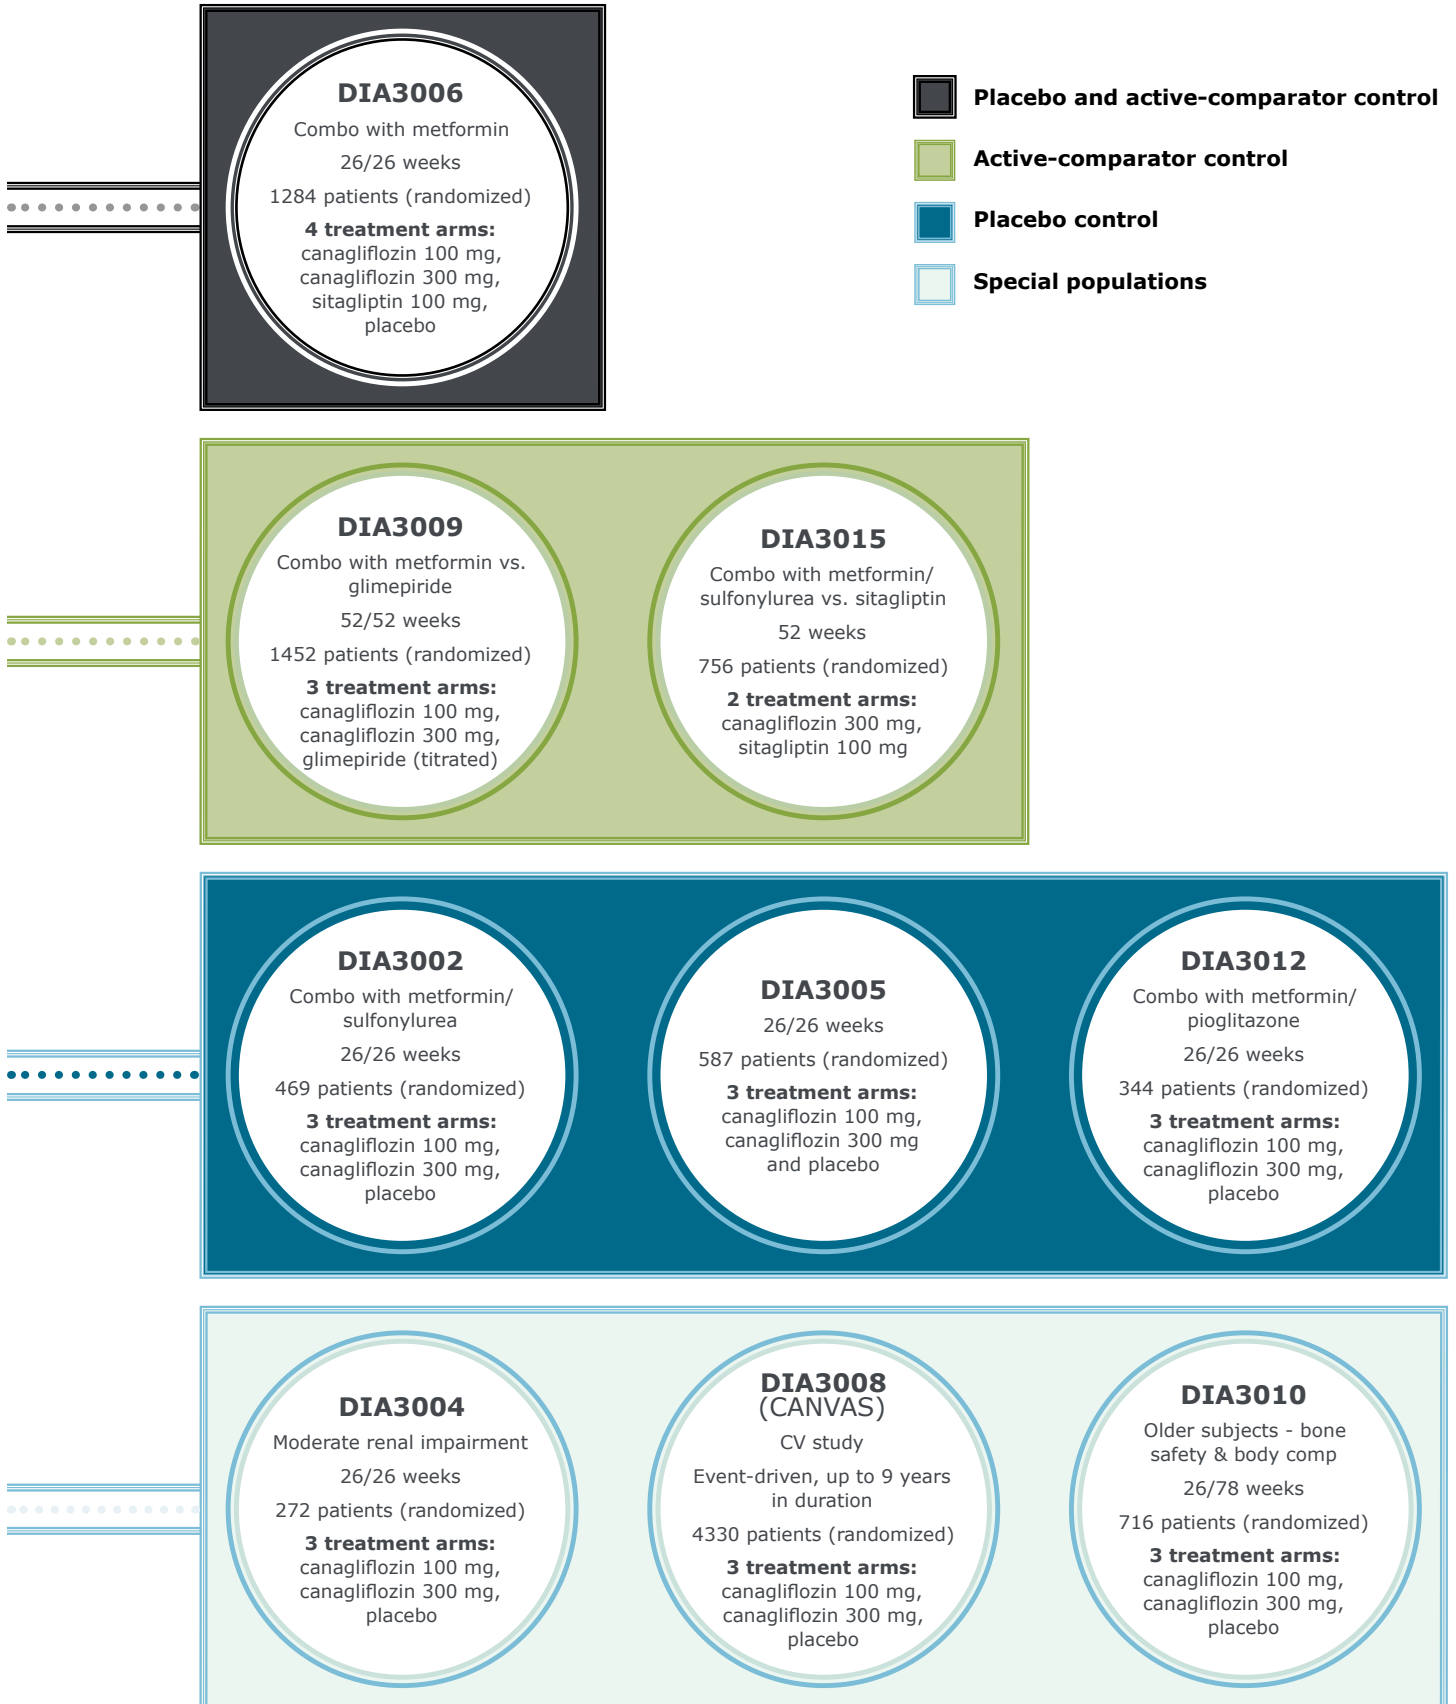 DIA3006
Combo with metformin
26/26 weeks
1284 patients (randomized)
4 treatment arms:
canagliflozin 100 mg,
canagliflozin 300 mg,
sitagliptin 100 mg,
placebo
Placebo and active-comparator control
Active-comparator control
Placebo control
Special populations
DIA3009
Combo with metformin vs.
glimepiride
52/52 weeks
1452 patients (randomized)
3 treatment arms:
canagliflozin 100 mg,
canagliflozin 300 mg,
glimepiride (titrated)
DIA3015
Combo with metformin/
sulfonylurea vs. sitagliptin
52 weeks
756 patients (randomized)
2 treatment arms:
canagliflozin 300 mg,
sitagliptin 100 mg
DIA3002
Combo with metformin/
sulfonylurea
26/26 weeks
469 patients (randomized)
3 treatment arms:
canagliflozin 100 mg,
canagliflozin 300 mg,
placebo
DIA3005
26/26 weeks
587 patients (randomized)
3 treatment arms:
canagliflozin 100 mg,
canagliflozin 300 mg
and placebo
DIA3012
Combo with metformin/
pioglitazone
26/26 weeks
344 patients (randomized)
3 treatment arms:
canagliflozin 100 mg,
canagliflozin 300 mg,
placebo
DIA3004
Moderate renal impairment
26/26 weeks
272 patients (randomized)
3 treatment arms:
canagliflozin 100 mg,
canagliflozin 300 mg,
placebo
DIA3008
(CANVAS)
CV study
Event-driven, up to 9 years
in duration
4330 patients (randomized)
3 treatment arms:
canagliflozin 100 mg,
canagliflozin 300 mg,
placebo
DIA3010
Older subjects - bone
safety & body comp
26/78 weeks
716 patients (randomized)
3 treatment arms:
canagliflozin 100 mg,
canagliflozin 300 mg,
placebo